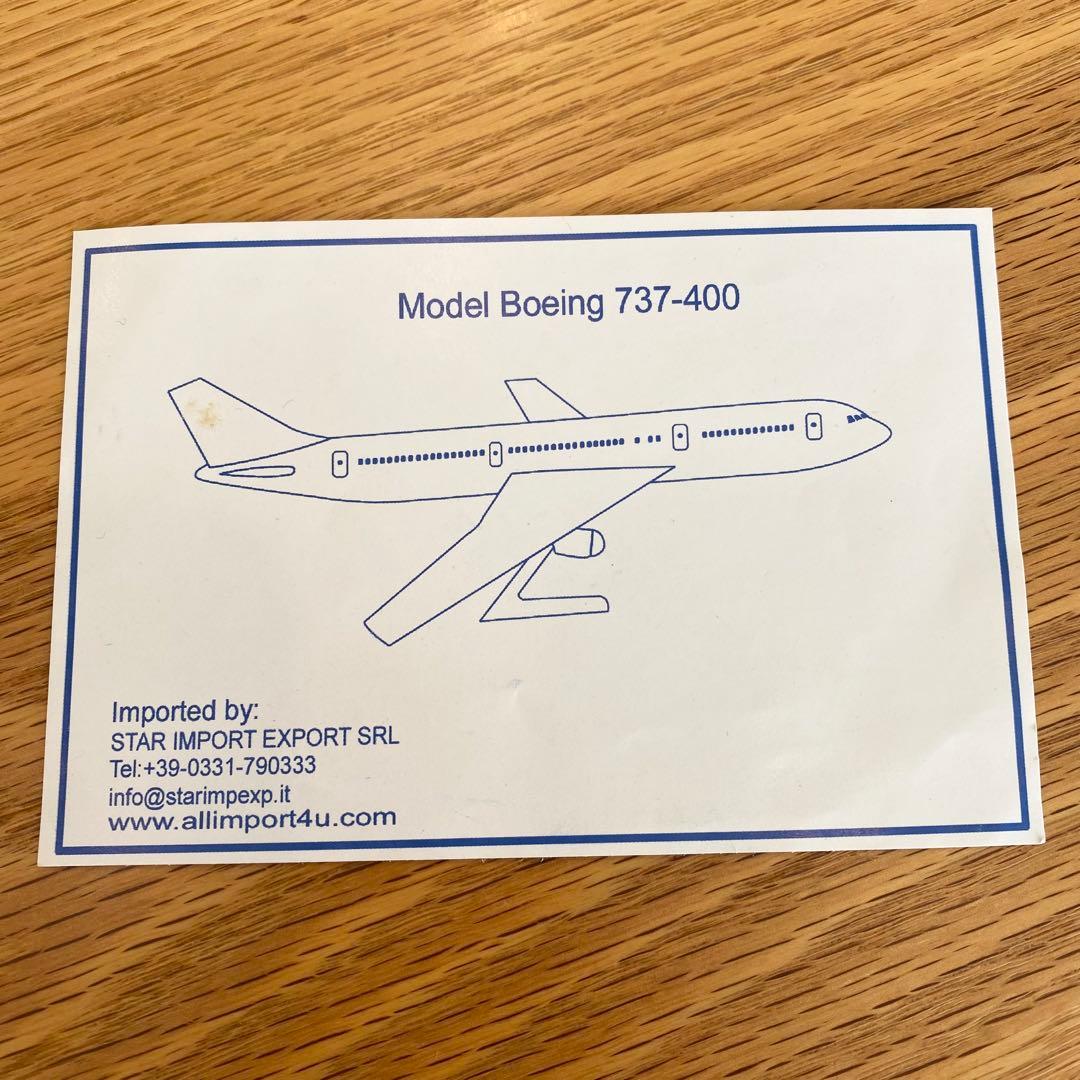 Model Boeing 737-400
Imported by:
STAR IMPORT EXPORT SRL
Tel:+39-0331-790333
info@starimpexp.it
www.allimport4u.com